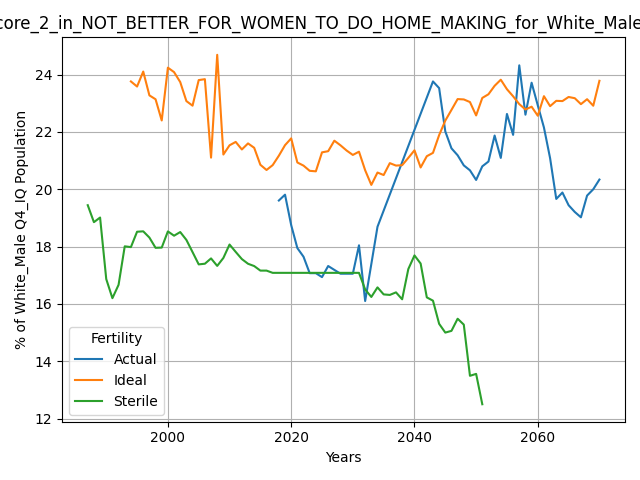 core_2_in_NOT_BETTER_FOR_WOMEN_TO_DO_HOME_MAKING_for_White_Male
% of White_Male Q4_IQ Population
24
22
20
18
16
14
12
Fertility
Actual
Ideal
Sterile
2000
2020
2040
2060
Years